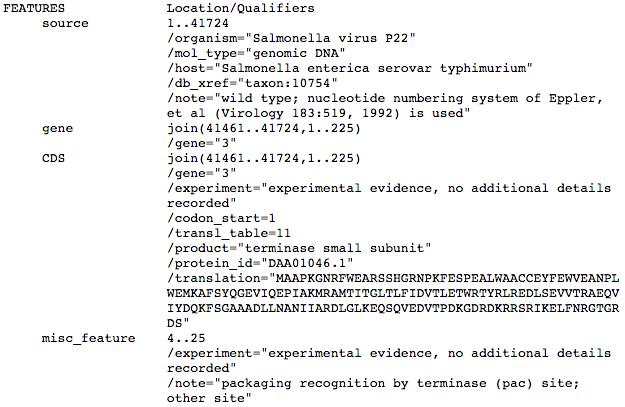 FEATURES Location/Qualifiers
source 1..41724
/organism="Salmonella virus P22"
/mol_type="genomic DNA"
/host="Salmonella enterica serovar typhimurium"
/db_xref="taxon:10754"
/note="wild type; nucleotide numbering system of Eppler,
et al (Virology 183:519, 1992) is used"
gene join(41461..41724,1..225)
/gene="3"
CDS join(41461..41724,1..225)
/gene="3"
/experiment="experimental evidence, no additional details
recorded"
/codon_start=1
/transl_table=11
/product="terminase small subunit"
/protein_id="DAA01046.1"
/translation="MAAPKGNRFWEARSSHGRNPKFESPEALWAACCEYFEWVEANPL
WEMKAFSYQGEVIQEPIAKMRAMTITGLTLFIDVTLETWRTYRLREDLSEVVTRAEQV
IYDQKFSGAAADLLNANIIARDLGLKEQSQVEDVTPDKGDRDKRRSRIKELFNRGTGR
DS"
misc_feature 4..25
/experiment="experimental evidence, no additional details
recorded"
/note="packaging recognition by terminase (pac) site;
other site"